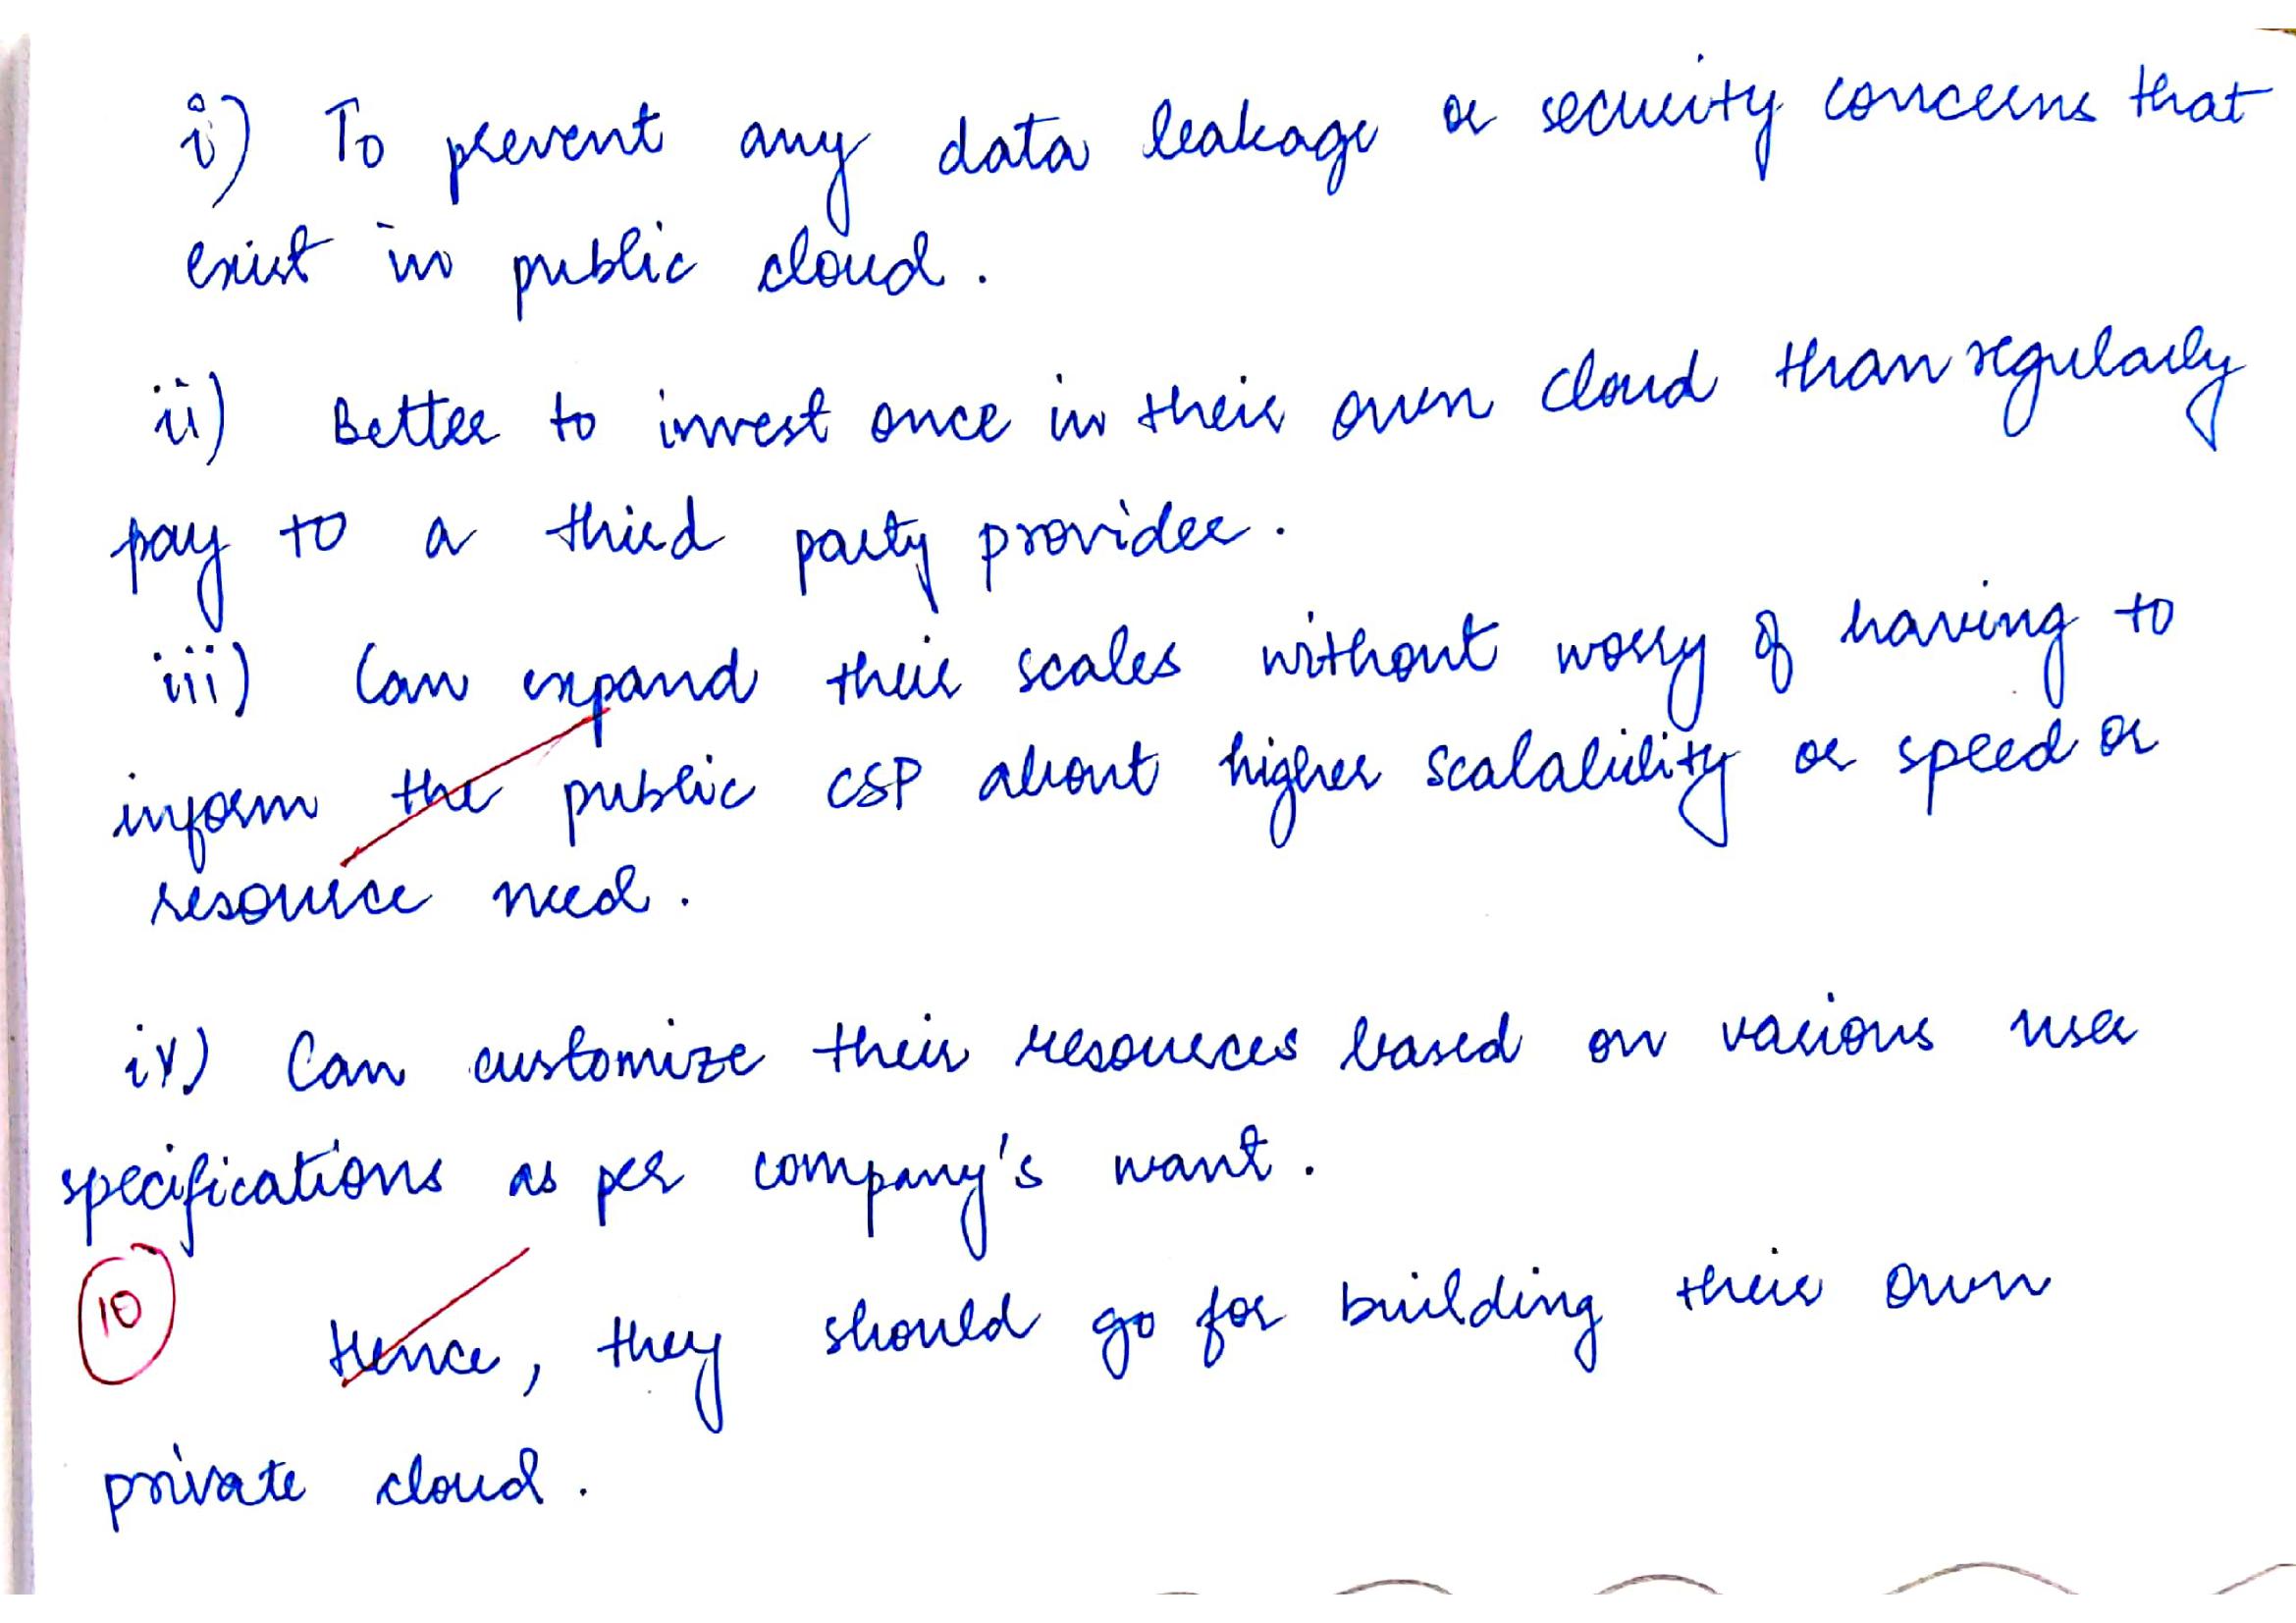 i) To prevent any data leakage or security concerns that
exist in public cloud.
ii) Better to invest once in their own cloud than regularly
pay to a third party provider.
iii) Can expand their scales without worry of having to
inform the public CSP about higher scalability or speed or
resource need.
iv) Can customize their resources based on various user
specifications as per company's want.
10
Hence, they should go for building their own
private cloud.